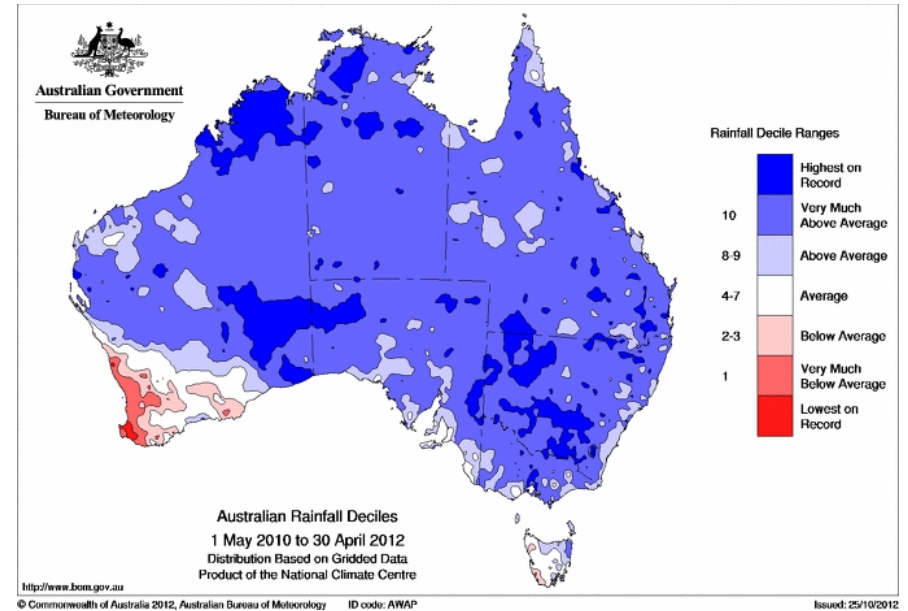 Australian Government
Bureau of Meteorology
Rainfall Decile Ranges
Highest on
Record
10
Very Much
Above Average
8-9
Above Average
4-7
Average
2-3
Below Average
1
Very Much
Below Average
Lowest on
Record
Australian Rainfall Deciles
1 May 2010 to 30 April 2012
Distribution Based on Gridded Data
Product of the National Climate Centre
http://www.bom.gov.au
© Commonwealth of Australia 2012, Australian Bureau of Meteorology ID code: AWAP Issued: 25/10/2012